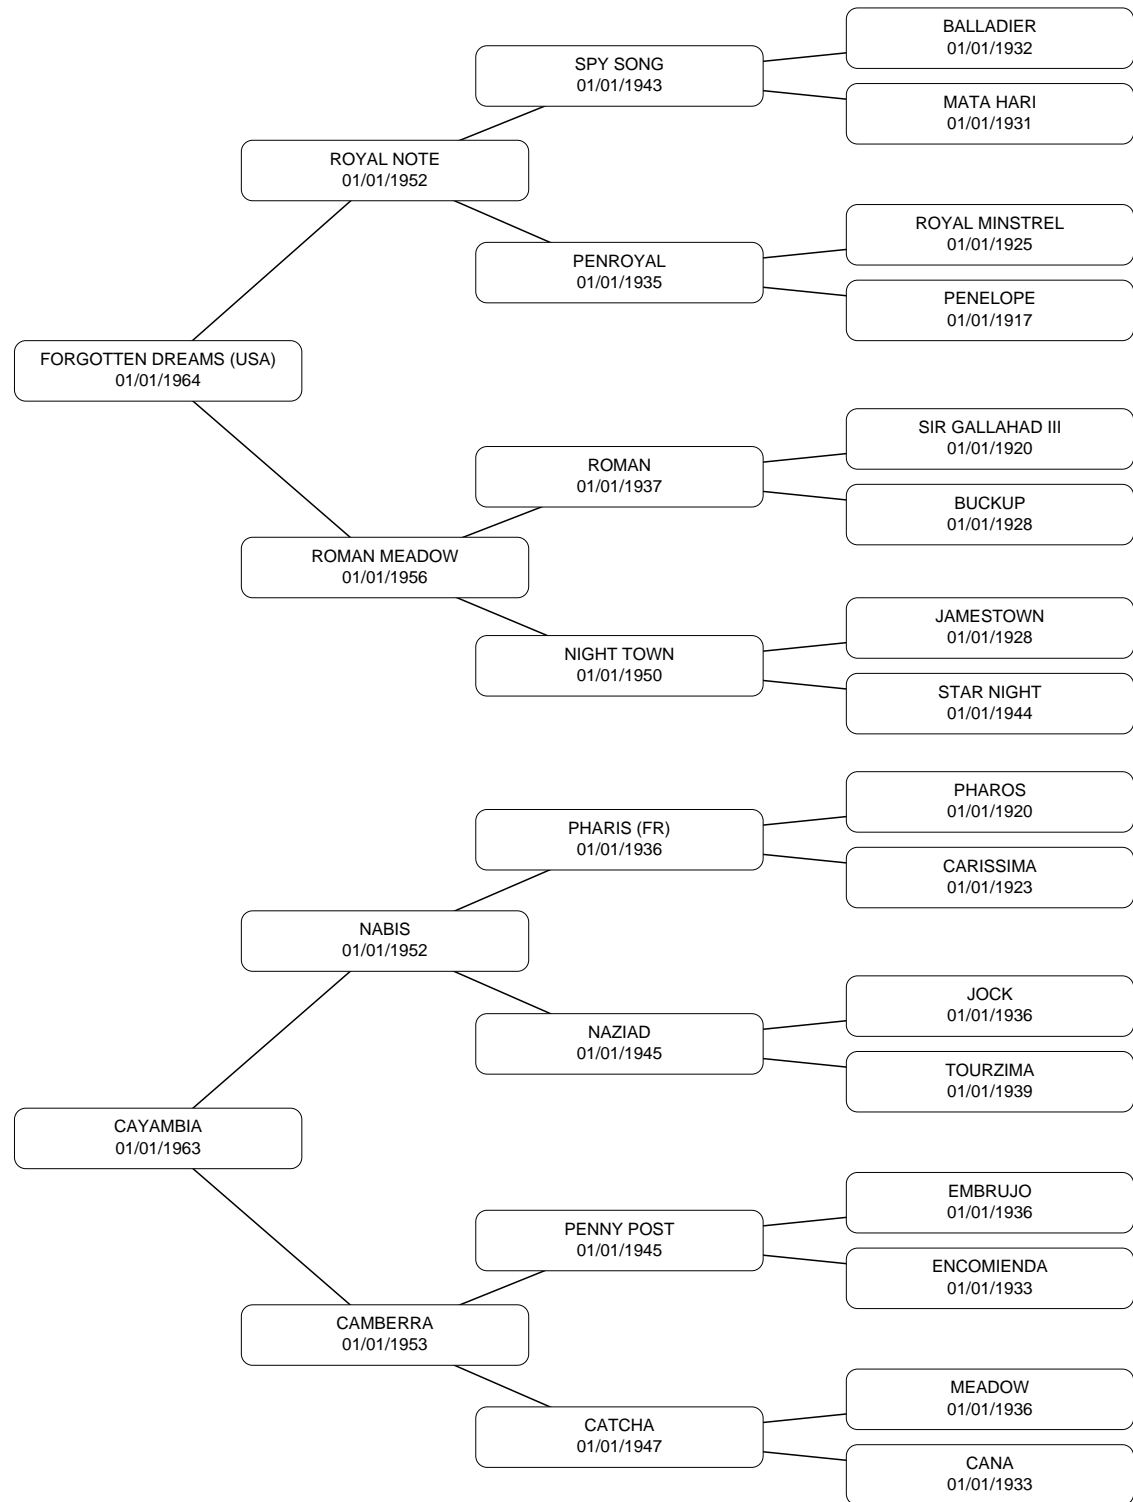 BALLADIER
01/01/1932
SPY SONG
01/01/1943
MATA HARI
01/01/1931
ROYAL NOTE
01/01/1952
ROYAL MINSTREL
01/01/1925
PENROYAL
01/01/1935
PENELOPE
01/01/1917
FORGOTTEN DREAMS (USA)
01/01/1964
SIR GALLAHAD III
01/01/1920
ROMAN
01/01/1937
BUCKUP
01/01/1928
ROMAN MEADOW
01/01/1956
JAMESTOWN
01/01/1928
NIGHT TOWN
01/01/1950
STAR NIGHT
01/01/1944
PHAROS
01/01/1920
PHARIS (FR)
01/01/1936
CARISSIMA
01/01/1923
NABIS
01/01/1952
JOCK
01/01/1936
NAZIAD
01/01/1945
TOURZIMA
01/01/1939
CAYAMBIA
01/01/1963
EMBRUJO
01/01/1936
PENNY POST
01/01/1945
ENCOMIENDA
01/01/1933
CAMBERRA
01/01/1953
MEADOW
01/01/1936
CATCHA
01/01/1947
CANA
01/01/1933